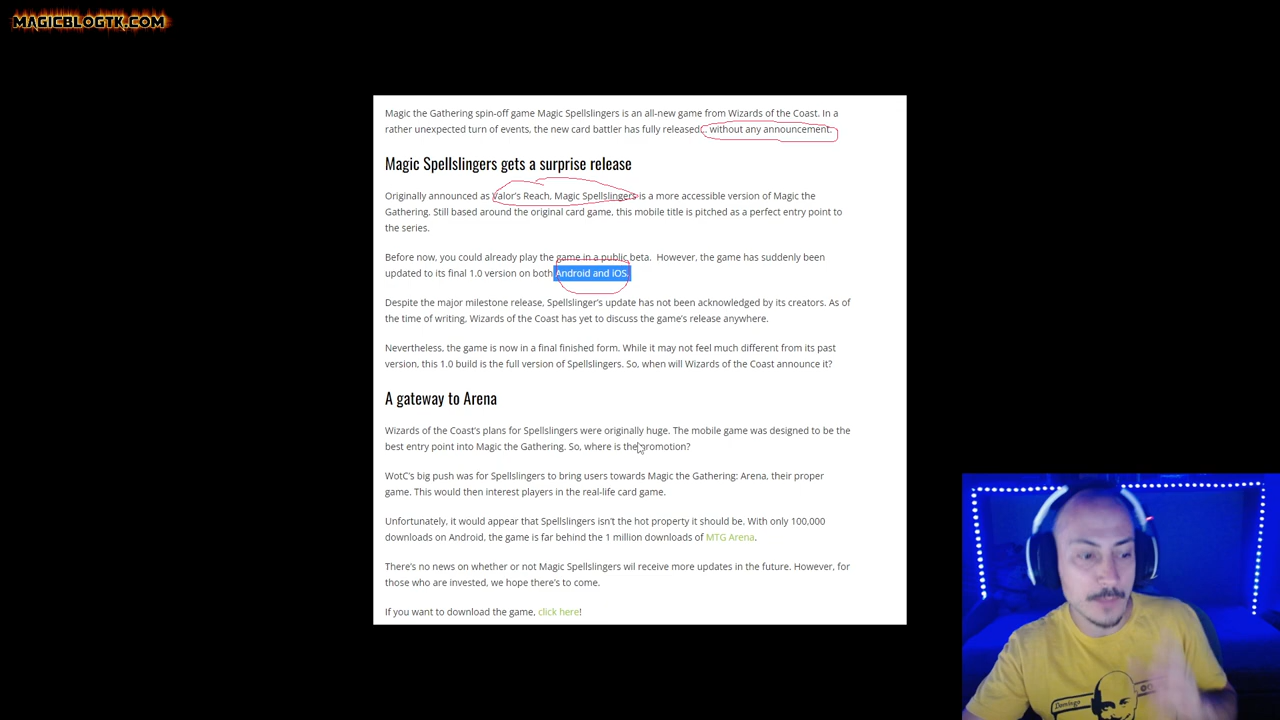 MAGICBLOGTK.COM
Magic the Gathering spin-off game Magic Spellslingers is an all-new game from Wizards of the Coast. In a
rather unexpected turn of events, the new card battler has fully released... without any announcement.
Magic Spellslingers gets a surprise release
Originally announced as Valor's Reach, Magic Spellslingers is a more accessible version of Magic the
Gathering. Still based around the original card game, this mobile title is pitched as a perfect entry point to
the series.
Before now, you could already play the game in a public beta. However, the game has suddenly been
updated to its final 1.0 version on both Android and iOS.
Despite the major milestone release, Spellslinger's update has not been acknowledged by its creators. As of
the time of writing, Wizards of the Coast has yet to discuss the game's release anywhere.
Nevertheless, the game is now in a final finished form. While it may not feel much different from its past
version, this 1.0 build is the full version of Spellslingers. So, when will Wizards of the Coast announce it?
A gateway to Arena
Wizards of the Coast's plans for Spellslingers were originally huge. The mobile game was designed to be the
best entry point into Magic the Gathering. So, where is the promotion?
WotC's big push was for Spellslingers to bring users towards Magic the Gathering: Arena, their proper
game. This would then interest players in the real-life card game.
Unfortunately, it would appear that Spellslingers isn't the hot property it should be. With only 100,000
downloads on Android, the game is far behind the 1 million downloads of MTG Arena.
There's no news on whether or not Magic Spellslingers wil receive more updates in the future. However, for
those who are invested, we hope there's to come.
If you want to download the game, click here!
Domingo